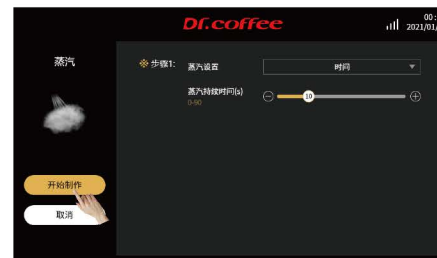 Dr.coffee
00:
2021/01/
蒸汽
步骤1:
蒸汽设置
时间
蒸汽持续时间(s)
0-90
10
开始制作
取消